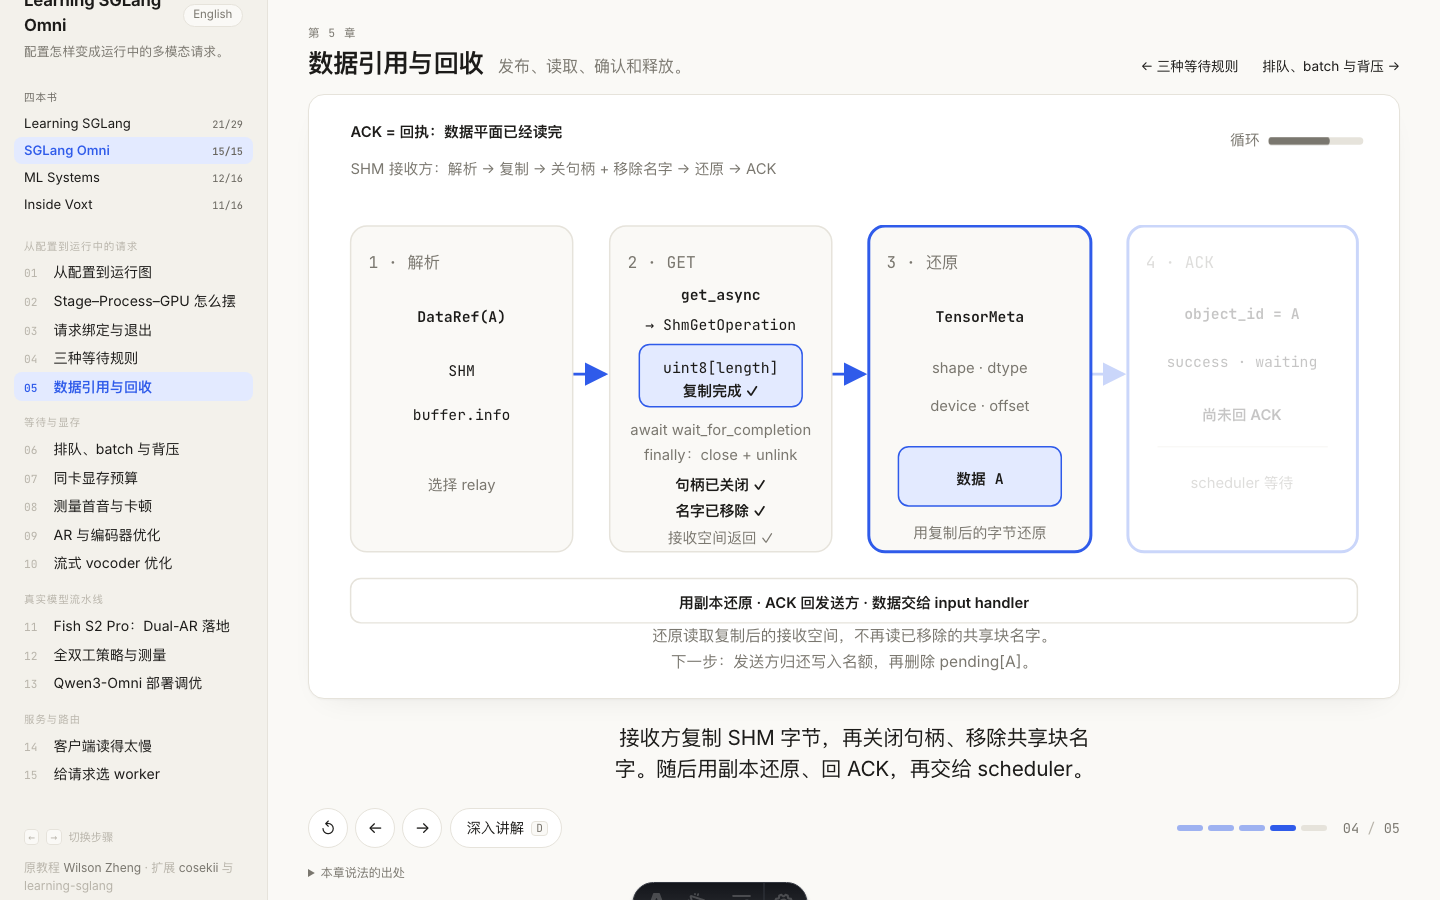 Learning SGLang
Omni
English
配置怎样变成运行中的多模态请求。
四本书
Learning SGLang 21/29
SGLang Omni 15/15
ML Systems 12/16
Inside Voxt 11/16
从配置到运行中的请求
01 从配置到运行图
02 Stage–Process–GPU 怎么摆
03 请求绑定与退出
04 三种等待规则
05 数据引用与回收
等待与显存
06 排队、batch 与背压
07 同卡显存预算
08 测量首音与卡顿
09 AR 与编码器优化
10 流式 vocoder 优化
真实模型流水线
11 Fish S2 Pro：Dual-AR 落地
12 全双工策略与测量
13 Qwen3-Omni 部署调优
服务与路由
14 客户端读得太慢
15 给请求选 worker
← → 切换步骤
原教程 Wilson Zheng · 扩展 cosekii 与
learning-sglang
第 5 章
数据引用与回收 发布、读取、确认和释放。
← 三种等待规则 排队、batch 与背压 →
ACK = 回执：数据平面已经读完
循环
SHM 接收方：解析 → 复制 → 关句柄 + 移除名字 → 还原 → ACK
1 · 解析
DataRef(A)
SHM
buffer.info
选择 relay
2 · GET
get_async
→ ShmGetOperation
uint8[length]
复制完成 ✓
await wait_for_completion
finally：close + unlink
句柄已关闭 ✓
名字已移除 ✓
接收空间返回 ✓
3 · 还原
TensorMeta
shape · dtype
device · offset
数据 A
用复制后的字节还原
4 · ACK
object_id = A
success · waiting
尚未回 ACK
scheduler 等待
用副本还原 · ACK 回发送方 · 数据交给 input handler
还原读取复制后的接收空间，不再读已移除的共享块名字。
下一步：发送方归还写入名额，再删除 pending[A]。
接收方复制 SHM 字节，再关闭句柄、移除共享块名
字。随后用副本还原、回 ACK，再交给 scheduler。
深入讲解 D
04 / 05
▶ 本章说法的出处